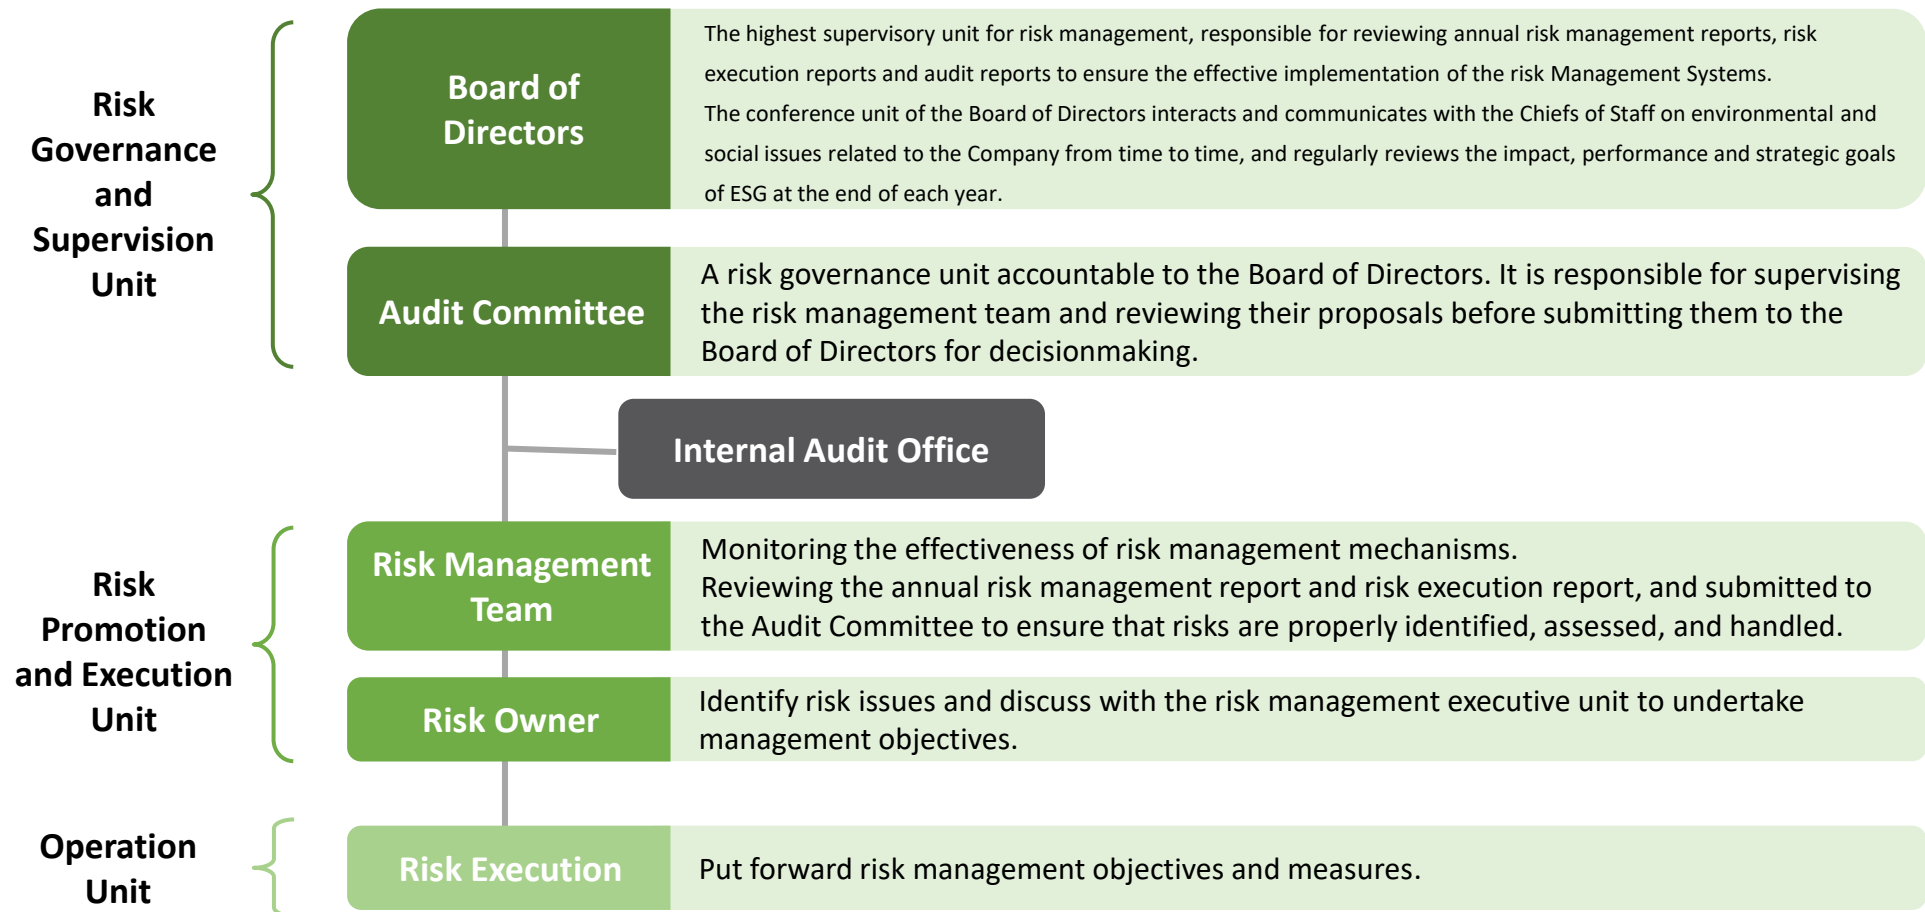 Risk
Governance
and
Supervision
Unit
Board of
Directors
The highest supervisory unit for risk management, responsible for reviewing annual risk management reports, risk
execution reports and audit reports to ensure the effective implementation of the risk Management Systems.
The conference unit of the Board of Directors interacts and communicates with the Chiefs of Staff on environmental and
social issues related to the Company from time to time, and regularly reviews the impact, performance and strategic goals
of ESG at the end of each year.
Audit Committee
A risk governance unit accountable to the Board of Directors. It is responsible for supervising
the risk management team and reviewing their proposals before submitting them to the
Board of Directors for decisionmaking.
Internal Audit Office
Risk
Promotion
and Execution
Unit
Risk Management
Team
Monitoring the effectiveness of risk management mechanisms.
Reviewing the annual risk management report and risk execution report, and submitted to
the Audit Committee to ensure that risks are properly identified, assessed, and handled.
Risk Owner
Identify risk issues and discuss with the risk management executive unit to undertake
management objectives.
Operation
Unit
Risk Execution
Put forward risk management objectives and measures.